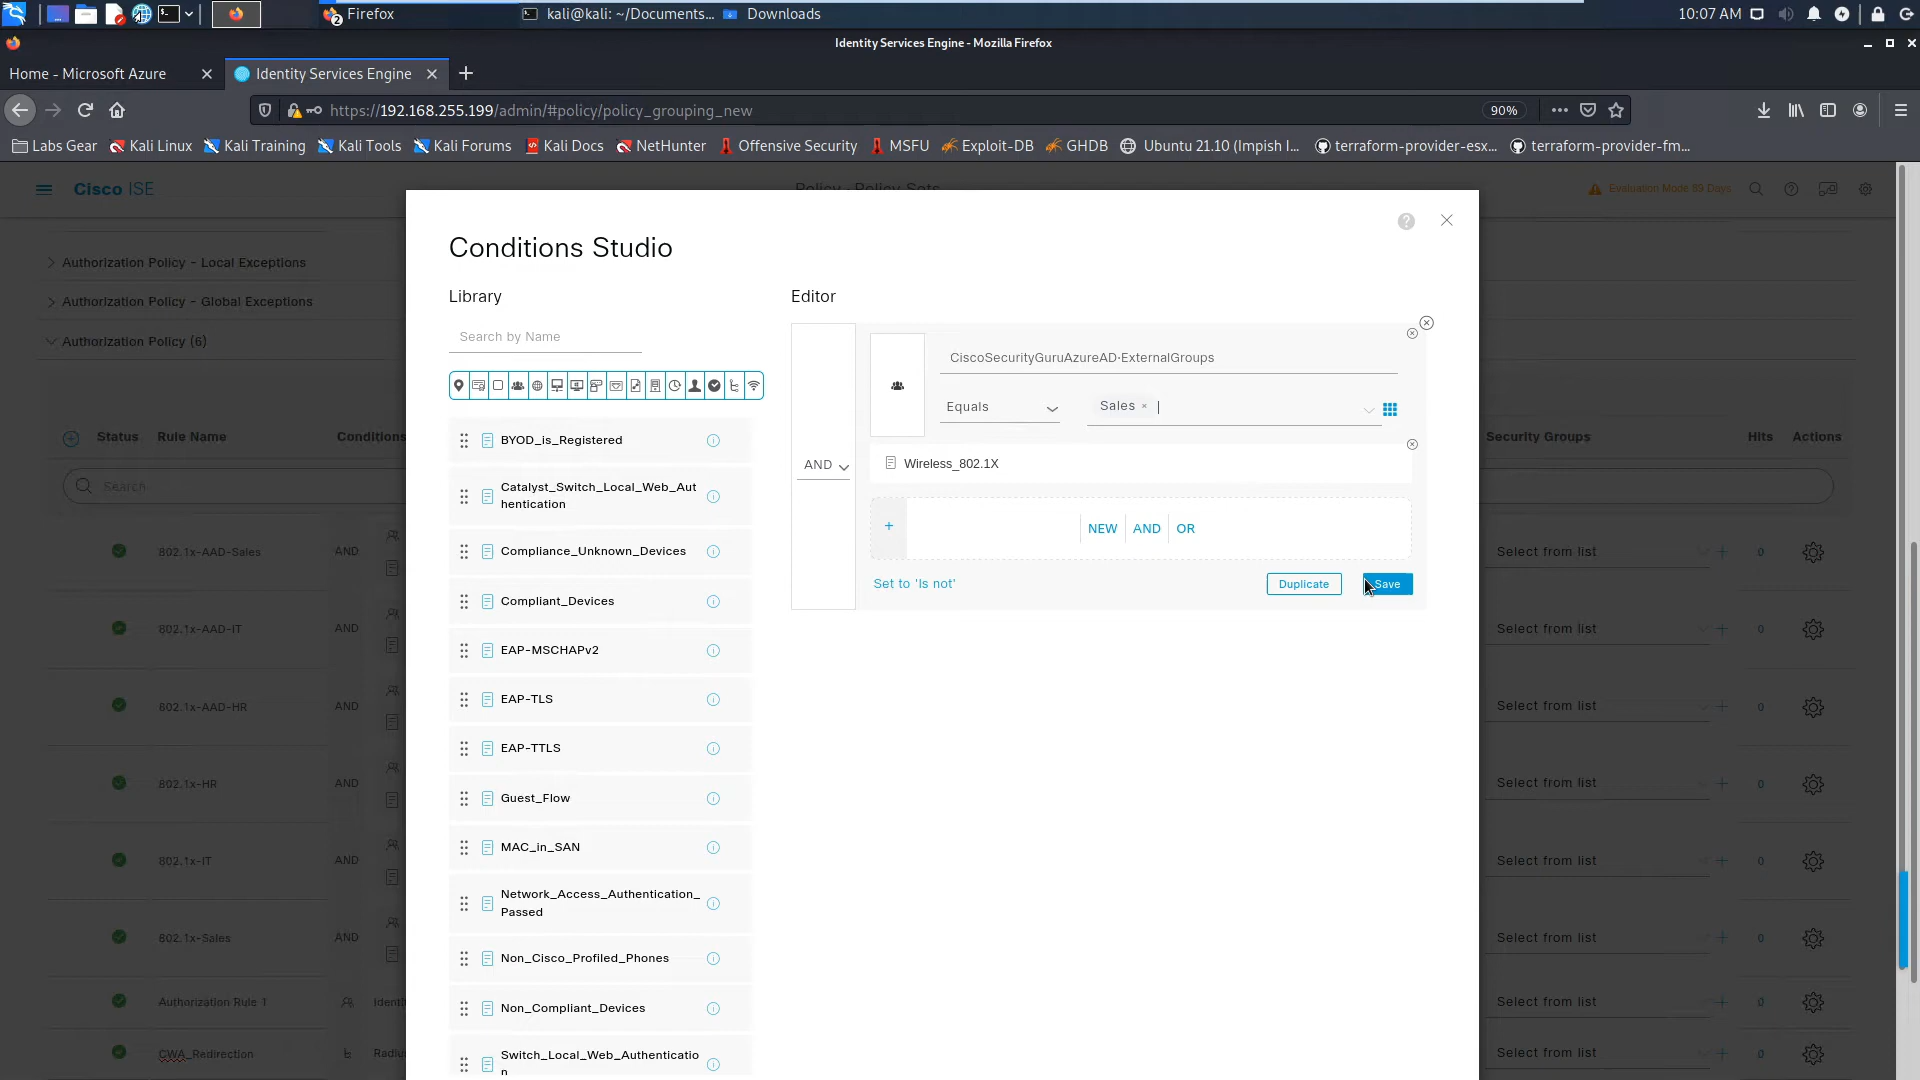 Firefox
2
kali@kali: ~/Documents...
Downloads
10:07 AM
Identity Services Engine - Mozilla Firefox
Home - Microsoft Azure
Identity Services Engine
https://192.168.255.199/admin/#policy/policy_grouping_new
90%
Labs Gear
Kali Linux
Kali Training
Kali Tools
Kali Forums
Kali Docs
NetHunter
Offensive Security
MSFU
Exploit-DB
GHDB
Ubuntu 21.10 (Impish I...
terraform-provider-esx...
terraform-provider-fm...
Cisco ISE
Policy · Policy Sets
Evaluation Mode 89 Days
Conditions Studio
Library
Editor
Search by Name
Authorization Policy - Local Exceptions
Authorization Policy - Global Exceptions
Authorization Policy (6)
CiscoSecurityGuruAzureAD·ExternalGroups
Equals
Sales ×
AND
Wireless_802.1X
+
NEW
AND
OR
Set to 'Is not'
Duplicate
Save
BYOD_is_Registered
Catalyst_Switch_Local_Web_Aut
hentication
Compliance_Unknown_Devices
Compliant_Devices
EAP-MSCHAPv2
EAP-TLS
EAP-TTLS
Guest_Flow
MAC_in_SAN
Network_Access_Authentication_
Passed
Non_Cisco_Profiled_Phones
Non_Compliant_Devices
Switch_Local_Web_Authenticatio
n
Status
Rule Name
Conditions
Security Groups
Hits
Actions
Search
802.1x-AAD-Sales
AND
Select from list
0
802.1x-AAD-IT
AND
Select from list
0
802.1x-AAD-HR
AND
Select from list
0
802.1x-HR
AND
Select from list
0
802.1x-IT
AND
Select from list
0
802.1x-Sales
AND
Select from list
0
Authorization Rule 1
Identit
Select from list
0
CWA_Redirection
Radiu
Select from list
0